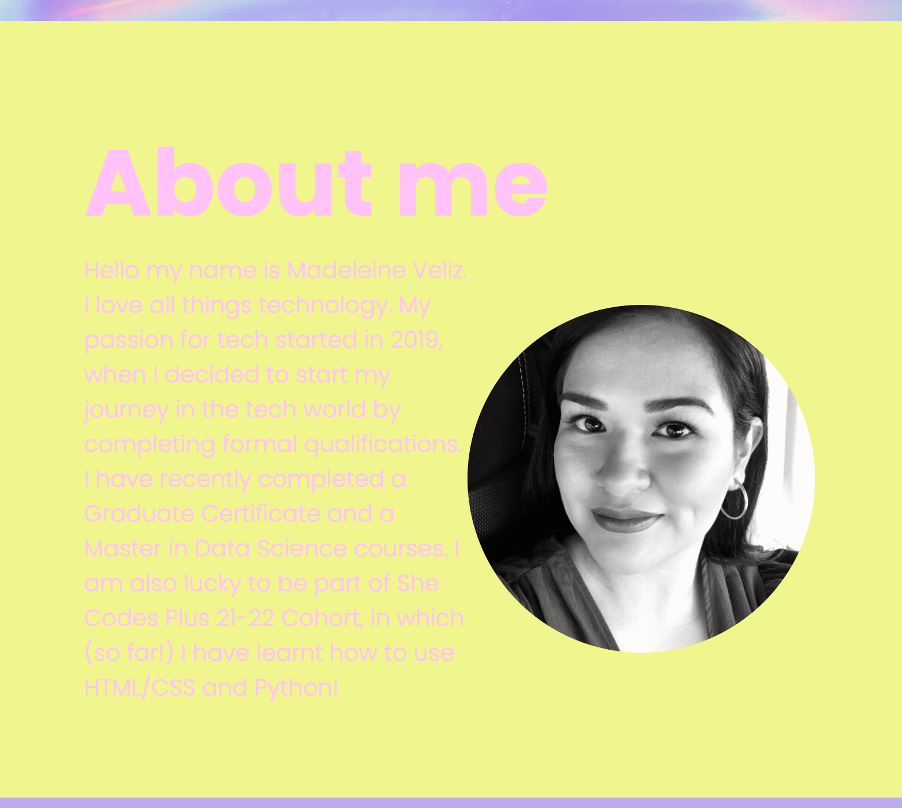 About me
Hello my name is Madeleine Veliz.
I love all things technology. My
passion for tech started in 2019,
when I decided to start my
journey in the tech world by
completing formal qualifications.
I have recently completed a
Graduate Certificate and a
Master in Data Science courses. I
am also lucky to be part of She
Codes Plus 21-22 Cohort, in which
(so far!) I have learnt how to use
HTML/CSS and Python!